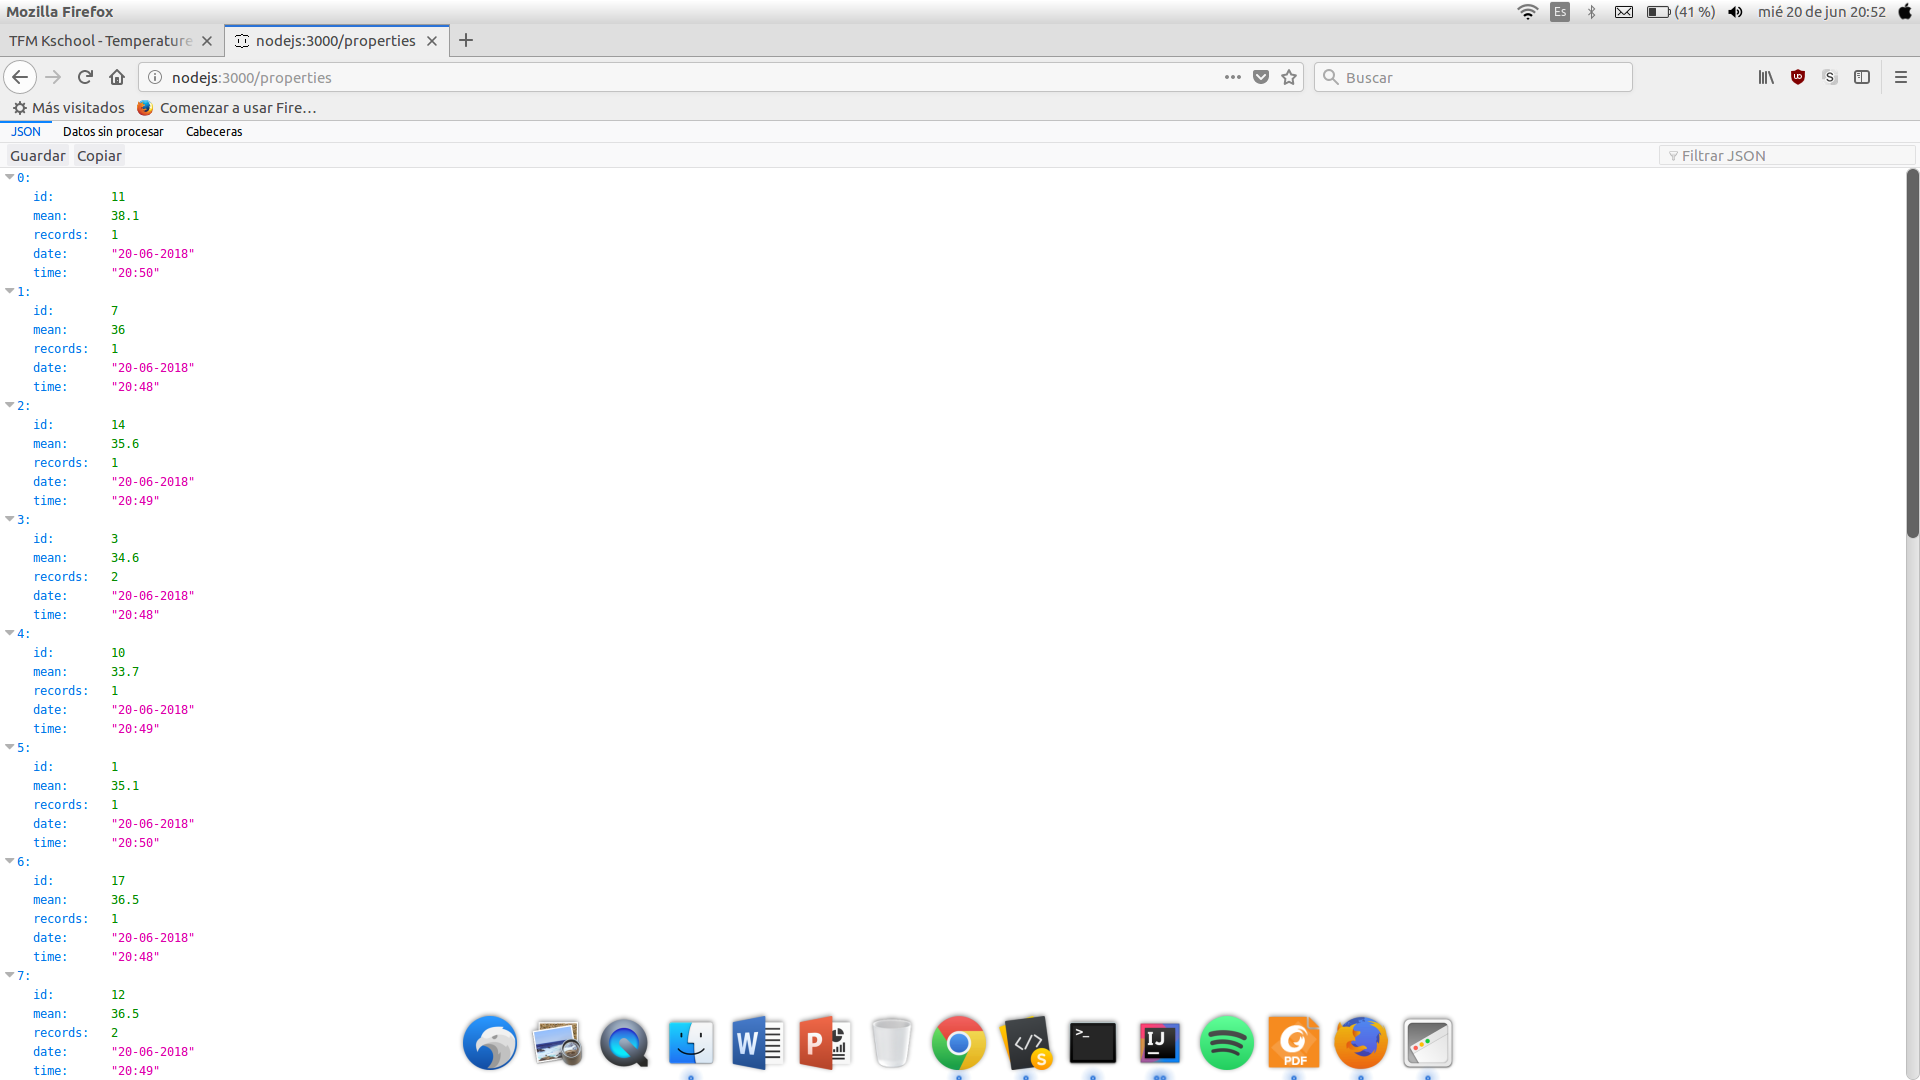 Mozilla Firefox
Es
(41 %)
mié 20 de jun 20:52
TFM Kschool - Temperature
nodejs:3000/properties
nodejs:3000/properties
Buscar
Más visitados
Comenzar a usar Fire…
JSON
Datos sin procesar
Cabeceras
Guardar
Copiar
Filtrar JSON
0:
id: 11
mean: 38.1
records: 1
date: "20-06-2018"
time: "20:50"
1:
id: 7
mean: 36
records: 1
date: "20-06-2018"
time: "20:48"
2:
id: 14
mean: 35.6
records: 1
date: "20-06-2018"
time: "20:49"
3:
id: 3
mean: 34.6
records: 2
date: "20-06-2018"
time: "20:48"
4:
id: 10
mean: 33.7
records: 1
date: "20-06-2018"
time: "20:49"
5:
id: 1
mean: 35.1
records: 1
date: "20-06-2018"
time: "20:50"
6:
id: 17
mean: 36.5
records: 1
date: "20-06-2018"
time: "20:48"
7:
id: 12
mean: 36.5
records: 2
date: "20-06-2018"
time: "20:49"
W
P
</>
S
>_
IJ
PDF